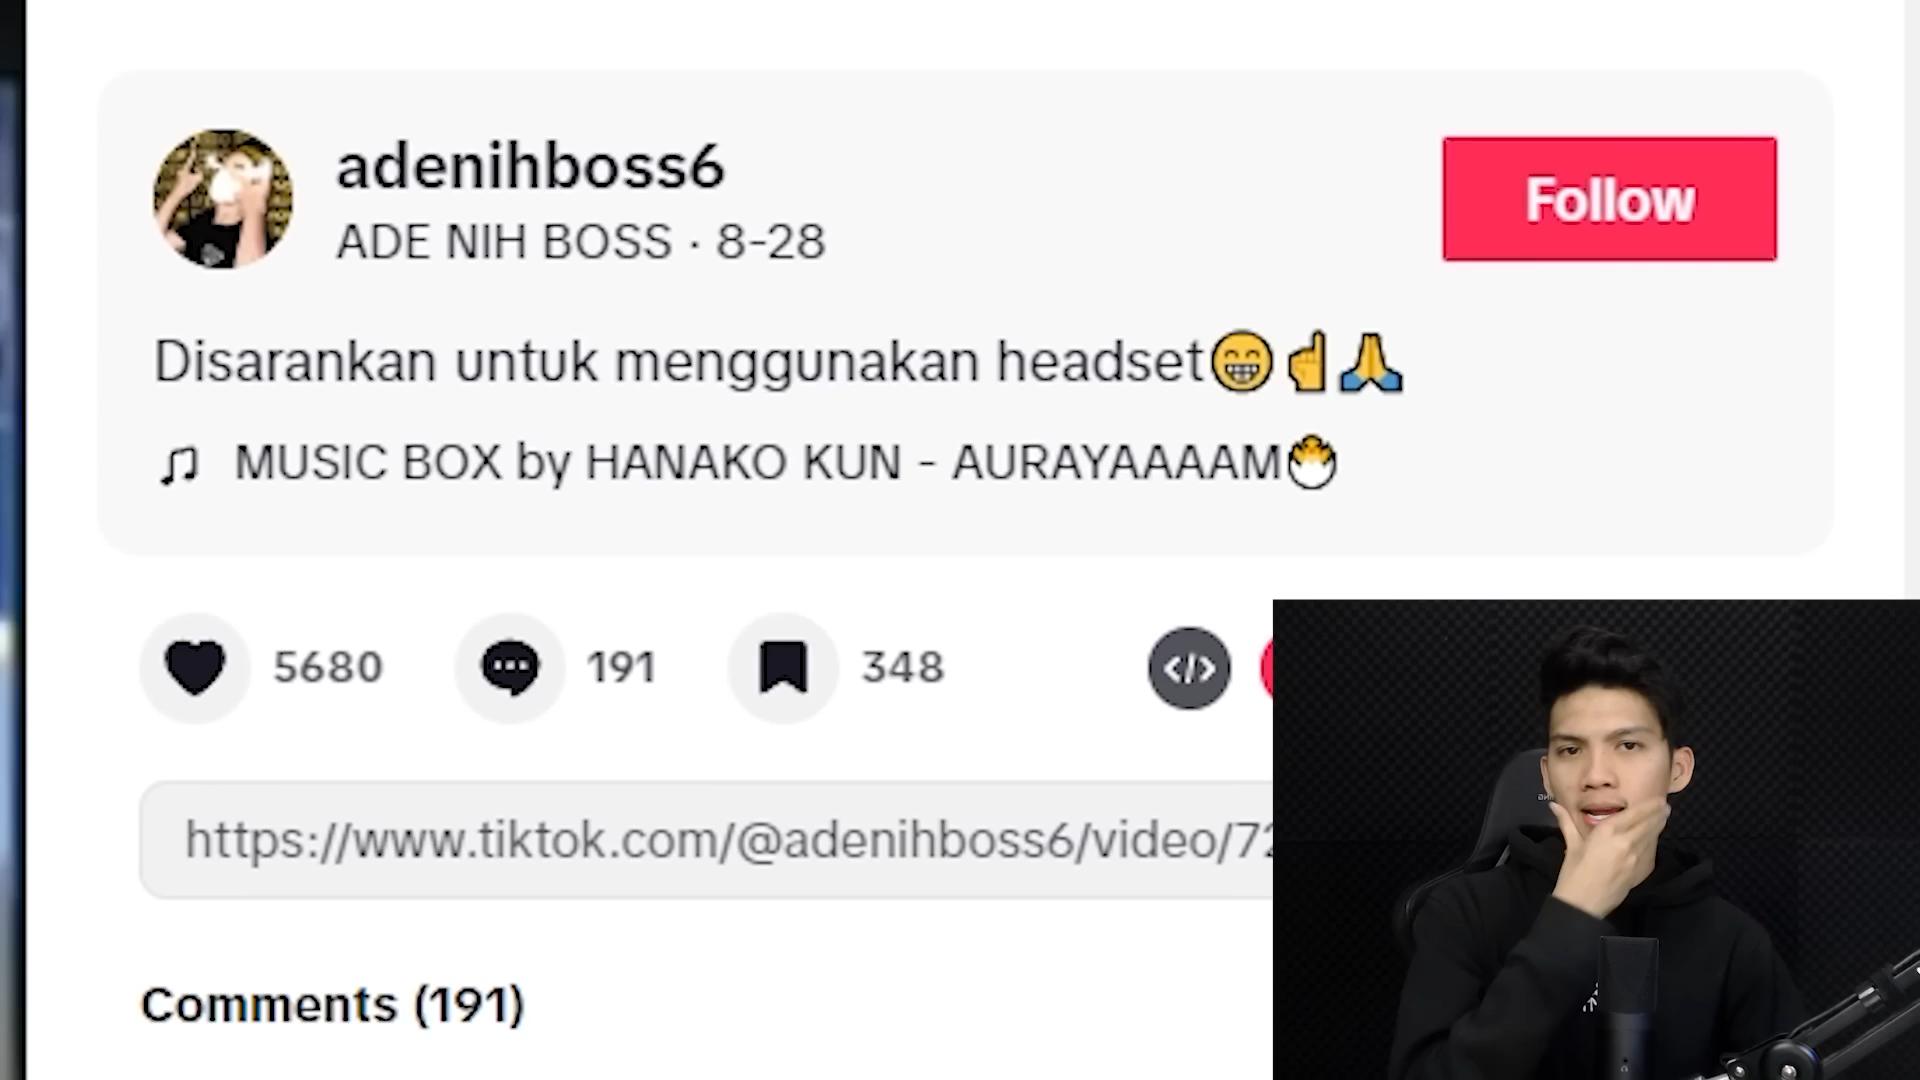 adenihboss6
ADE NIH BOSS · 8-28
Follow
Disarankan untuk menggunakan headset😁☝🙏
MUSIC BOX by HANAKO KUN - AURAYAAAAM🐣
5680
191
348
https://www.tiktok.com/@adenihboss6/video/72
Comments (191)